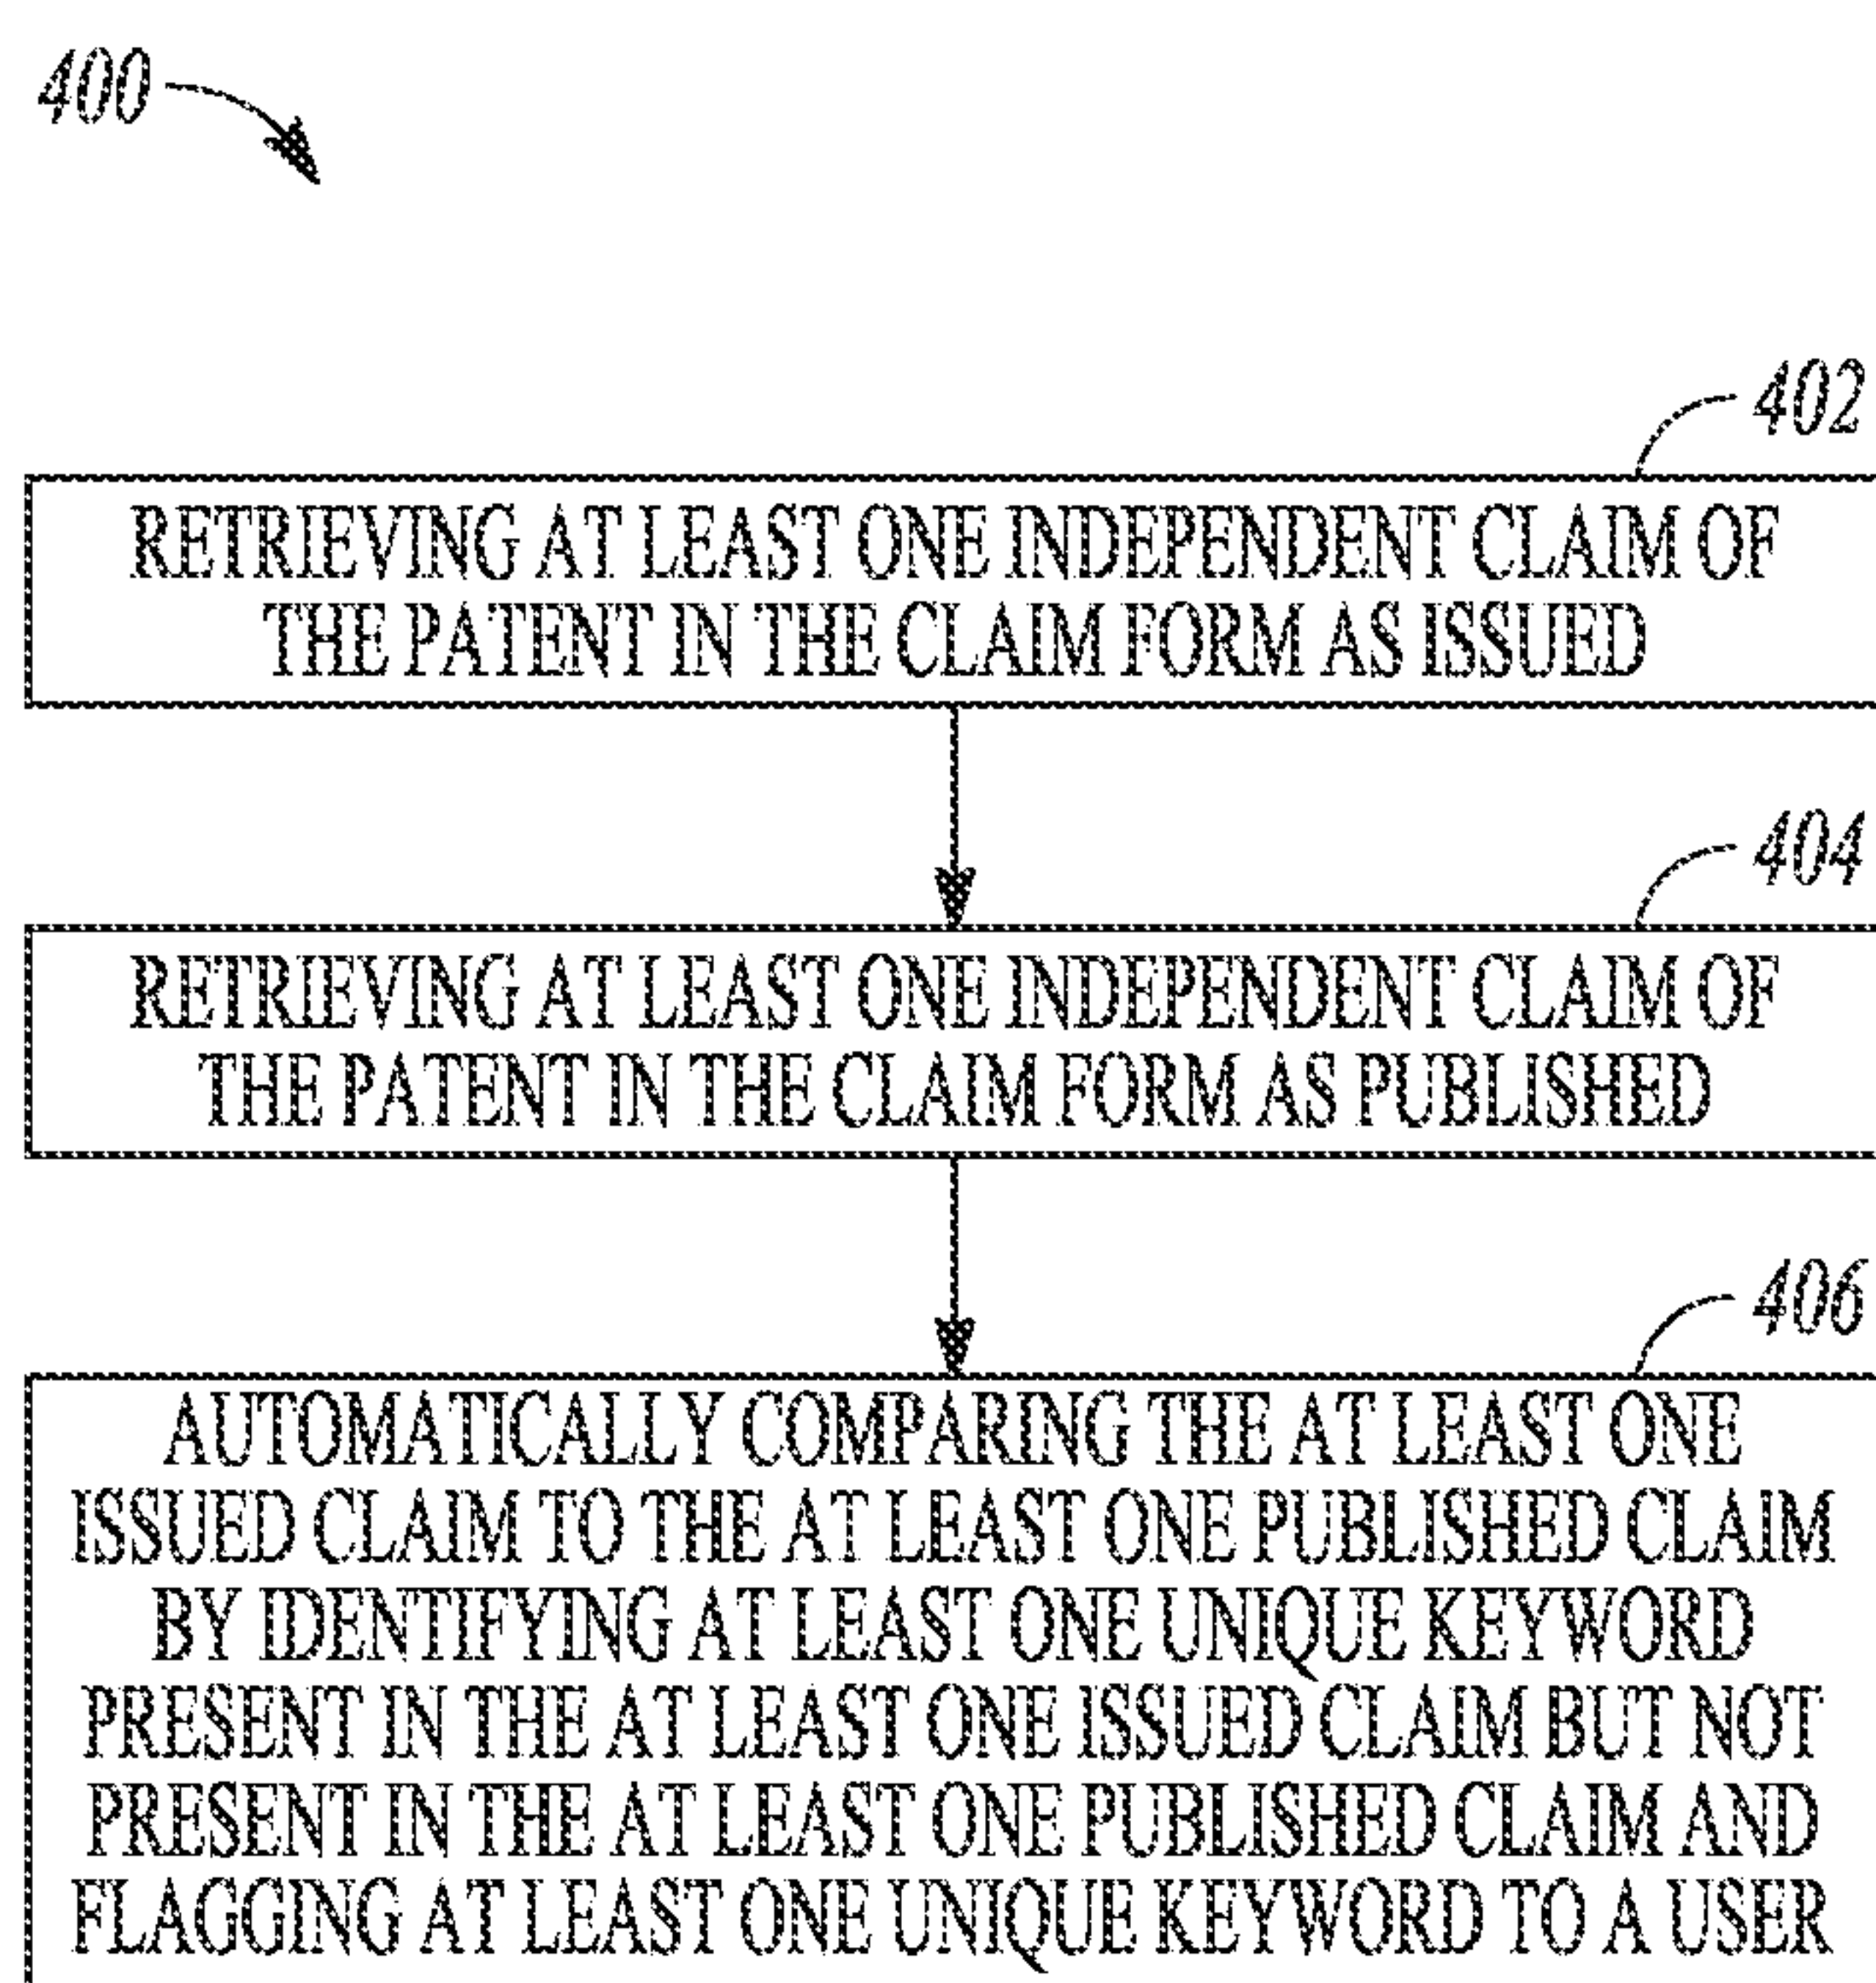 400
402
RETRIEVING AT LEAST ONE INDEPENDENT CLAIM OF
THE PATENT IN THE CLAIM FORM AS ISSUED
404
RETRIEVING AT LEAST ONE INDEPENDENT CLAIM OF
THE PATENT IN THE CLAIM FORM AS PUBLISHED
406
AUTOMATICALLY COMPARING THE AT LEAST ONE
ISSUED CLAIM TO THE AT LEAST ONE PUBLISHED CLAIM
BY IDENTIFYING AT LEAST ONE UNIQUE KEYWORD
PRESENT IN THE AT LEAST ONE ISSUED CLAIM BUT NOT
PRESENT IN THE AT LEAST ONE PUBLISHED CLAIM AND
FLAGGING AT LEAST ONE UNIQUE KEYWORD TO A USER